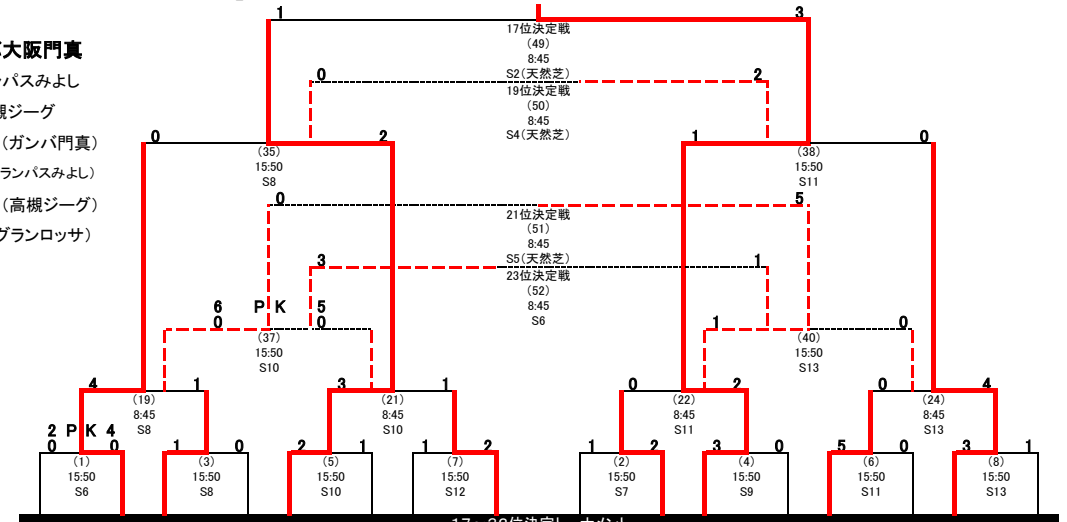 1 3
17位決定戦
(49)
8:45
S2(天然芝)
大阪門真
0 2
19位決定戦
(50)
8:45
S4(天然芝)
パスみよし
ジーグ
(ガンバ門真)
ランパスみよし)
(高槻ジーグ)
グランロッサ)
0 2 1 0
(35) (38)
15:50 15:50
S8 S11
0 5
21位決定戦
(51)
8:45
S5(天然芝)
3 1
23位決定戦
(52)
8:45
S6
6 PK 5
0 0 1 0
(37) (40)
15:50 15:50
S10 S13
4 1 3 1 0 2 0 4
(19) (21) (22) (24)
8:45 8:45 8:45 8:45
S8 S10 S11 S13
2 PK 4
0 0 1 0 2 1 1 2 1 2 3 0 5 0 3 1
(1) (3) (5) (7) (2) (4) (6) (8)
15:50 15:50 15:50 15:50 15:50 15:50 15:50 15:50
S6 S8 S10 S12 S7 S9 S11 S13